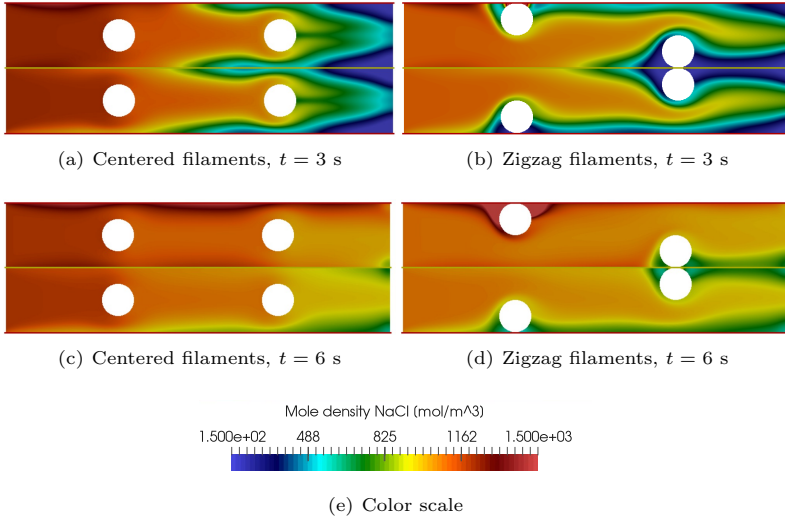 (a) Centered filaments, t = 3 s
(b) Zigzag filaments, t = 3 s
(c) Centered filaments, t = 6 s
(d) Zigzag filaments, t = 6 s
Mole density NaCl (mol/m^3)
1.500e+02 488 825 1162 1.500e+03
(e) Color scale